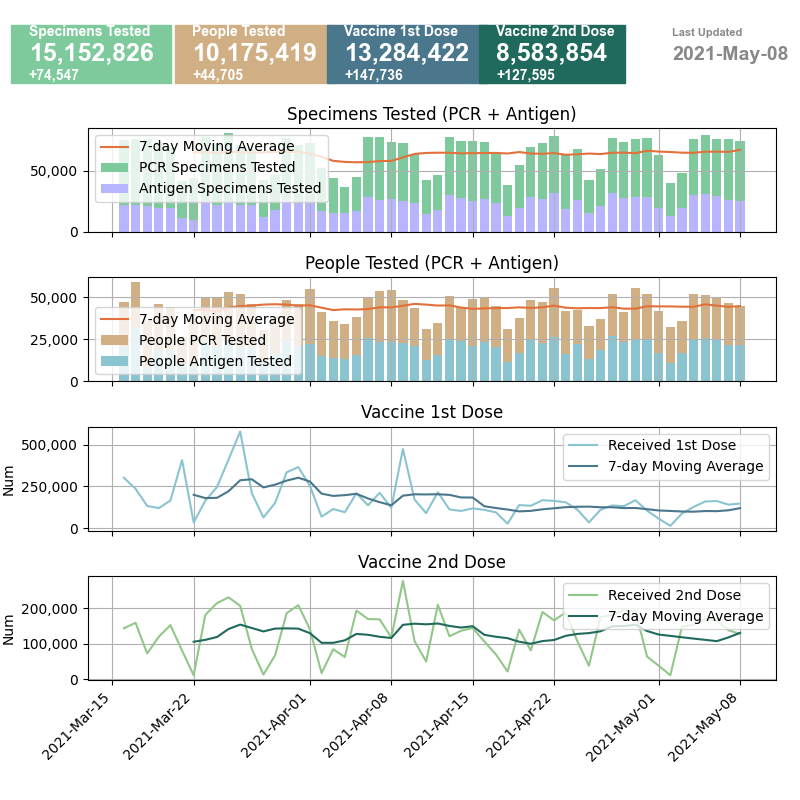 Specimens Tested
15,152,826
+74,547
People Tested
10,175,419
+44,705
Vaccine 1st Dose
13,284,422
+147,736
Vaccine 2nd Dose
8,583,854
+127,595
Last Updated
2021-May-08
Specimens Tested (PCR + Antigen)
7-day Moving Average
PCR Specimens Tested
Antigen Specimens Tested
50,000
0
People Tested (PCR + Antigen)
7-day Moving Average
People PCR Tested
People Antigen Tested
50,000
25,000
0
Vaccine 1st Dose
Received 1st Dose
7-day Moving Average
500,000
250,000
0
Num
Vaccine 2nd Dose
Received 2nd Dose
7-day Moving Average
200,000
100,000
0
Num
2021-Mar-15
2021-Mar-22
2021-Apr-01
2021-Apr-08
2021-Apr-15
2021-Apr-22
2021-May-01
2021-May-08